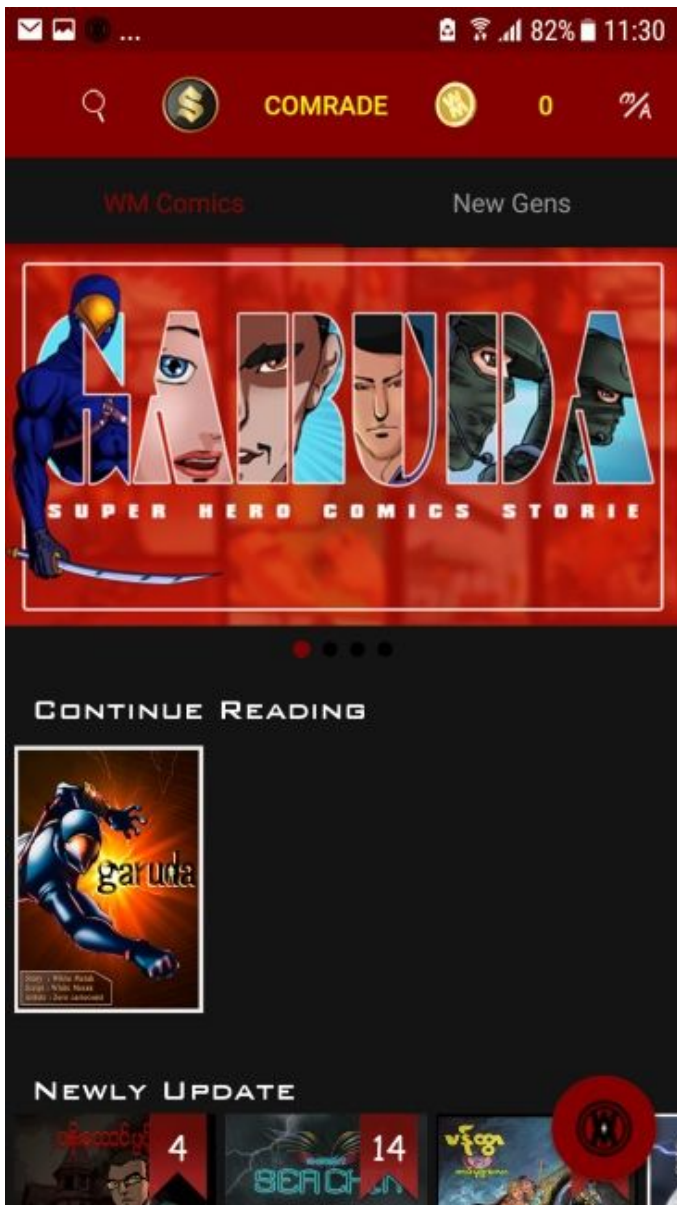 ... 82% 11:30
COMRADE 0 က/A
WM Comics New Gens
GARUDA
SUPER HERO COMICS STORIE
CONTINUE READING
garuda
NEWLY UPDATE
4 14